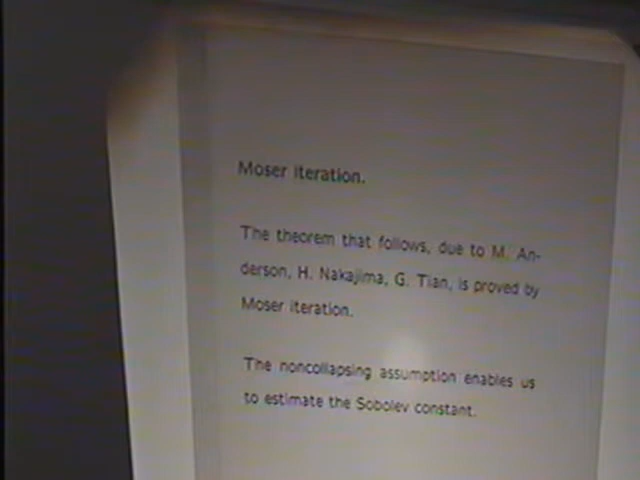 Moser iteration.
The theorem that follows, due to M. An-
derson, H. Nakajima, G. Tian, is proved by
Moser iteration.
The noncollapsing assumption enables us
to estimate the Sobolev constant.